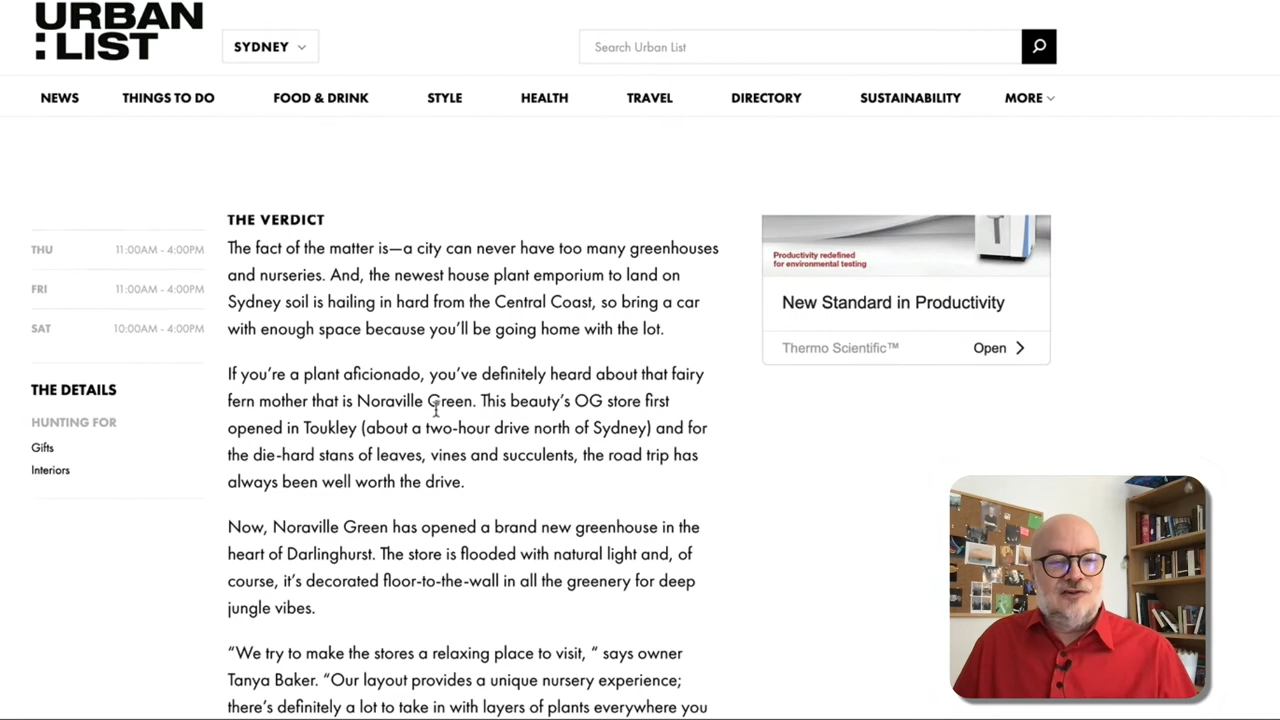 URBAN
:LIST
SYDNEY
Search Urban List
NEWS
THINGS TO DO
FOOD & DRINK
STYLE
HEALTH
TRAVEL
DIRECTORY
SUSTAINABILITY
MORE
THU 11:00AM - 4:00PM
FRI 11:00AM - 4:00PM
SAT 10:00AM - 4:00PM
THE DETAILS
HUNTING FOR
Gifts
Interiors
THE VERDICT
The fact of the matter is—a city can never have too many greenhouses
and nurseries. And, the newest house plant emporium to land on
Sydney soil is hailing in hard from the Central Coast, so bring a car
with enough space because you’ll be going home with the lot.
If you’re a plant aficionado, you’ve definitely heard about that fairy
fern mother that is Noraville Green. This beauty’s OG store first
opened in Toukley (about a two-hour drive north of Sydney) and for
the die-hard stans of leaves, vines and succulents, the road trip has
always been well worth the drive.
Now, Noraville Green has opened a brand new greenhouse in the
heart of Darlinghurst. The store is flooded with natural light and, of
course, it’s decorated floor-to-the-wall in all the greenery for deep
jungle vibes.
“We try to make the stores a relaxing place to visit, “ says owner
Tanya Baker. “Our layout provides a unique nursery experience;
there’s definitely a lot to take in with layers of plants everywhere you
Productivity redefined
for environmental testing
New Standard in Productivity
Thermo Scientific™
Open